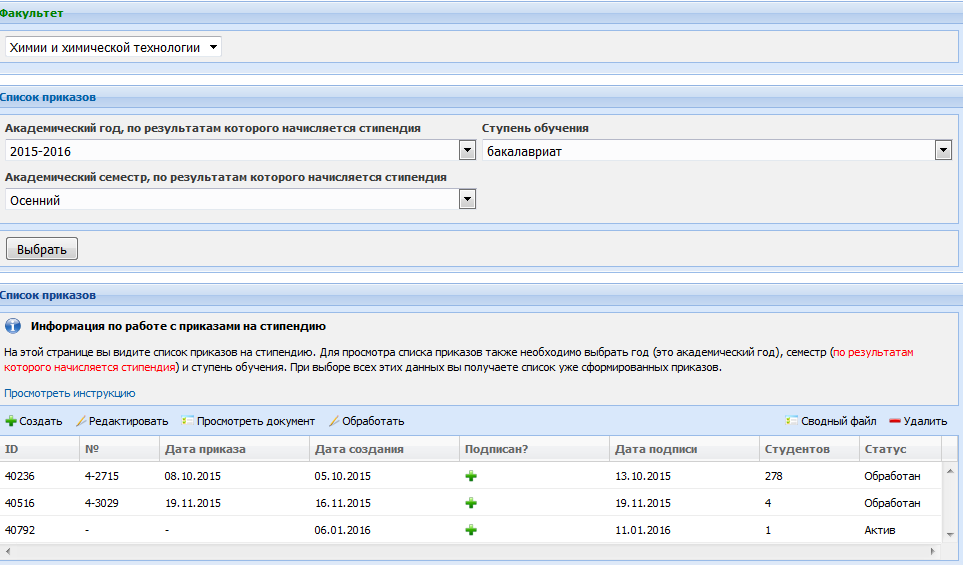 Факультет
Химии и химической технологии
Список приказов
Академический год, по результатам которого начисляется стипендия Ступень обучения
2015-2016 бакалавриат
Академический семестр, по результатам которого начисляется стипендия
Осенний
Выбрать
Список приказов
Информация по работе с приказами на стипендию
На этой странице вы видите список приказов на стипендию. Для просмотра списка приказов также необходимо выбрать год (это академический год), семестр (по результатам
которого начисляется стипендия) и ступень обучения. При выборе всех этих данных вы получаете список уже сформированных приказов.
Просмотреть инструкцию
Создать Редактировать Просмотреть документ Обработать Сводный файл Удалить
ID № Дата приказа Дата создания Подписан? Дата подписи Студентов Статус
40236 4-2715 08.10.2015 05.10.2015 13.10.2015 278 Обработан
40516 4-3029 19.11.2015 16.11.2015 19.11.2015 4 Обработан
40792 - - 06.01.2016 11.01.2016 1 Актив